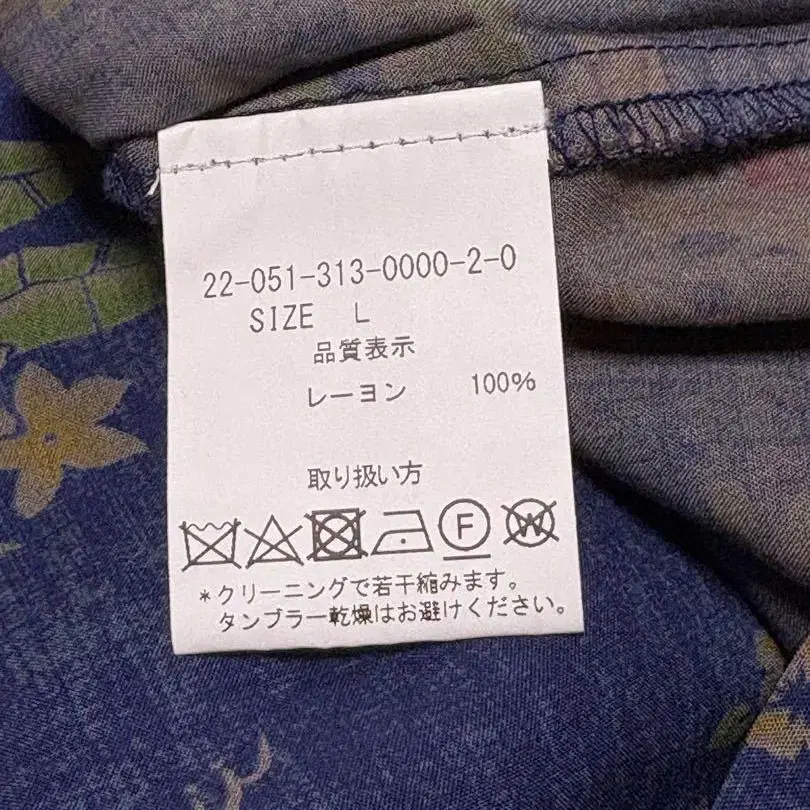 22-051-313-0000-2-0
SIZE L
品質表示
レーヨン 100%
取り扱い方
F W
*クリーニングで若干縮みます。
タンブラー乾燥はお避けください。